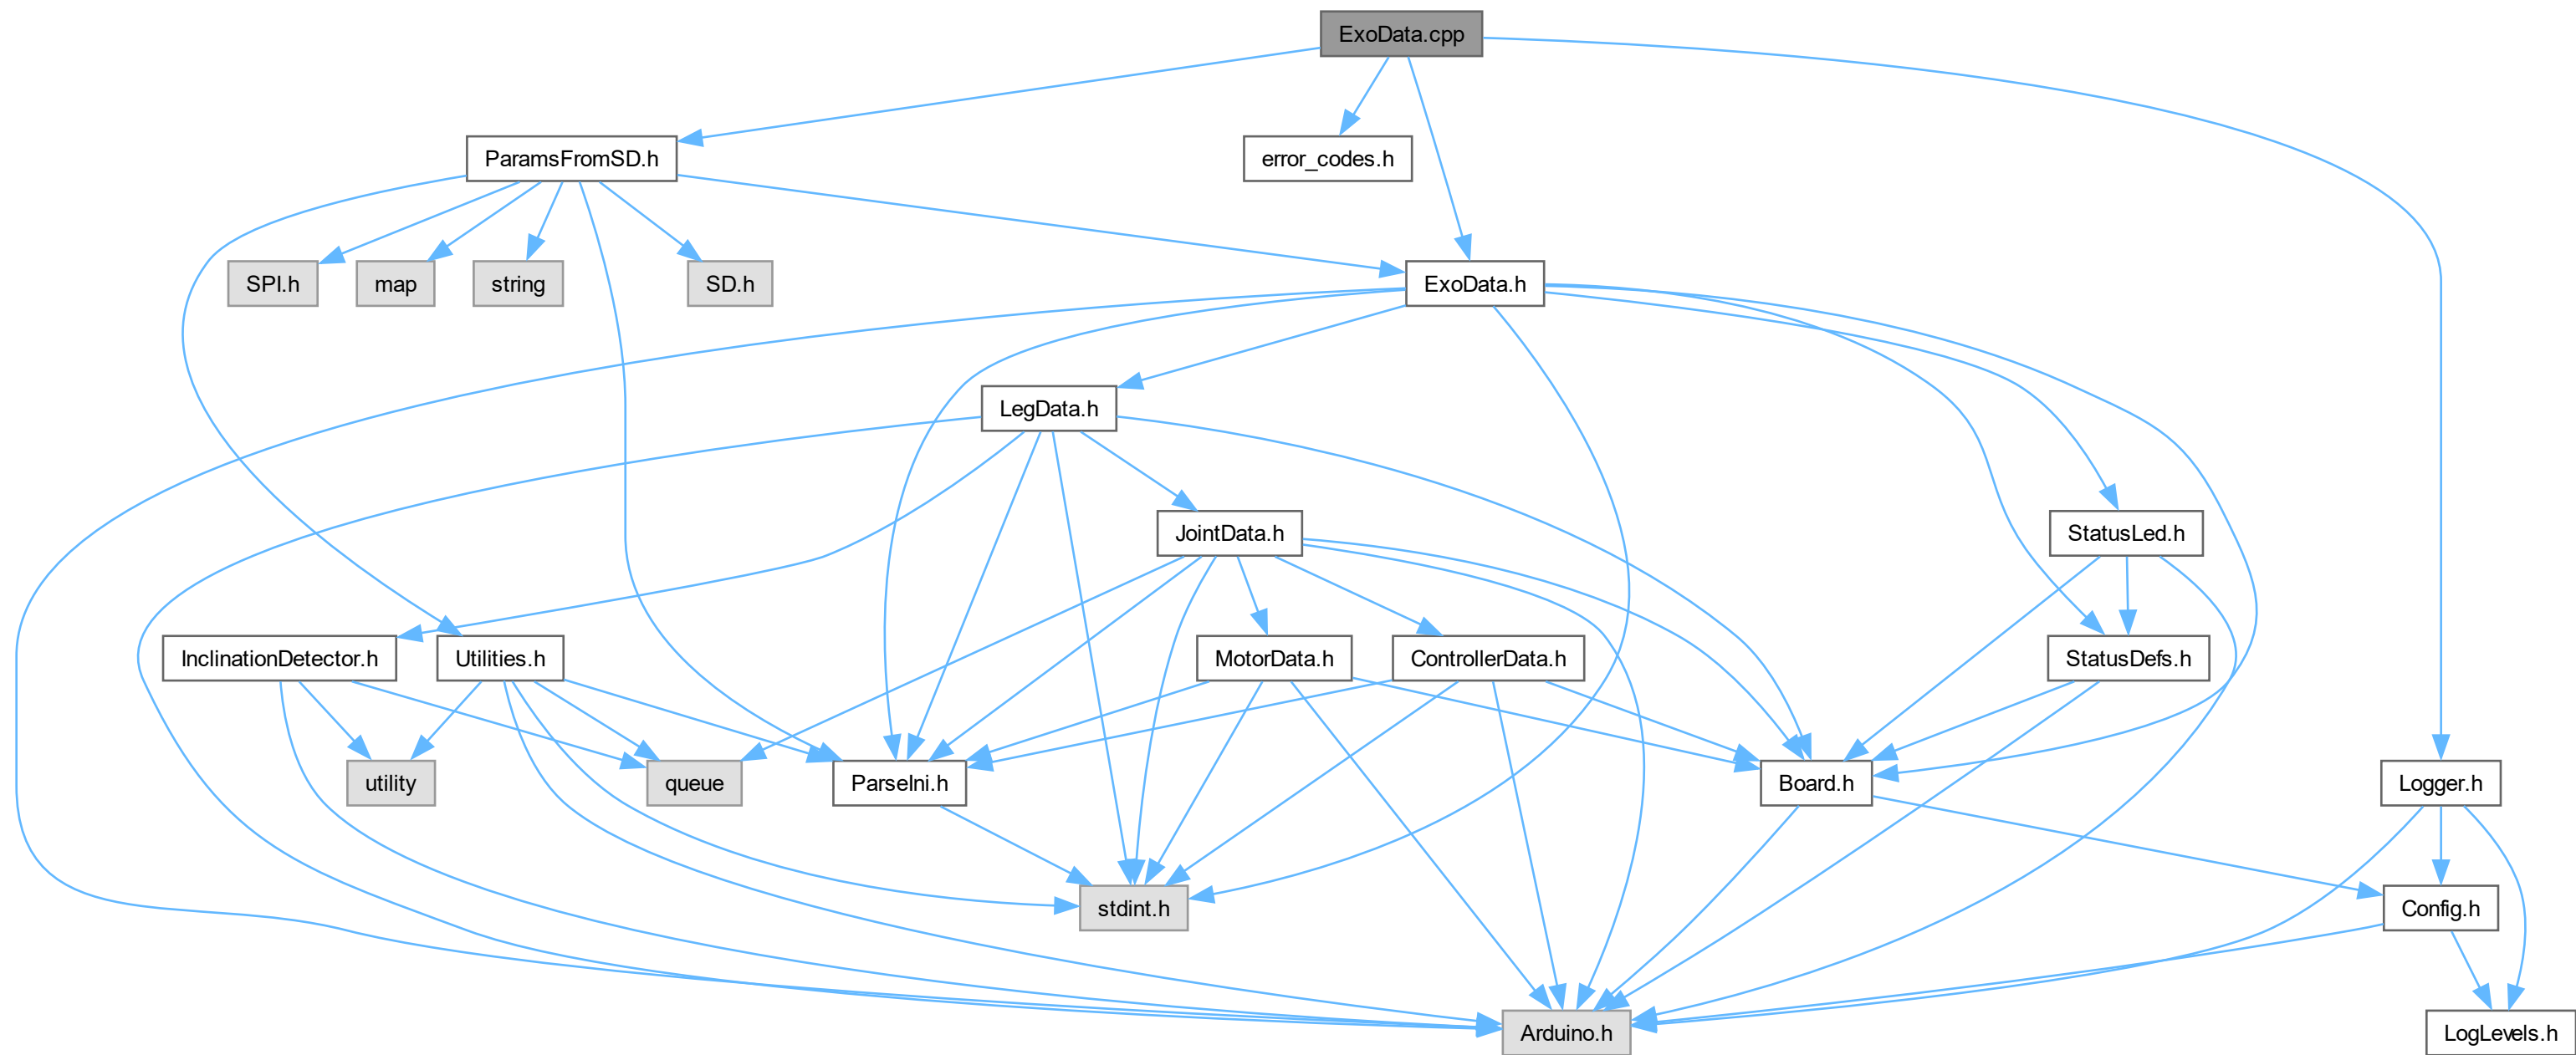 ExoData.cpp
ParamsFromSD.h
error_codes.h
SPI.h
map
string
SD.h
ExoData.h
LegData.h
JointData.h
StatusLed.h
InclinationDetector.h
Utilities.h
MotorData.h
ControllerData.h
StatusDefs.h
utility
queue
ParseIni.h
Board.h
Logger.h
stdint.h
Config.h
Arduino.h
LogLevels.h